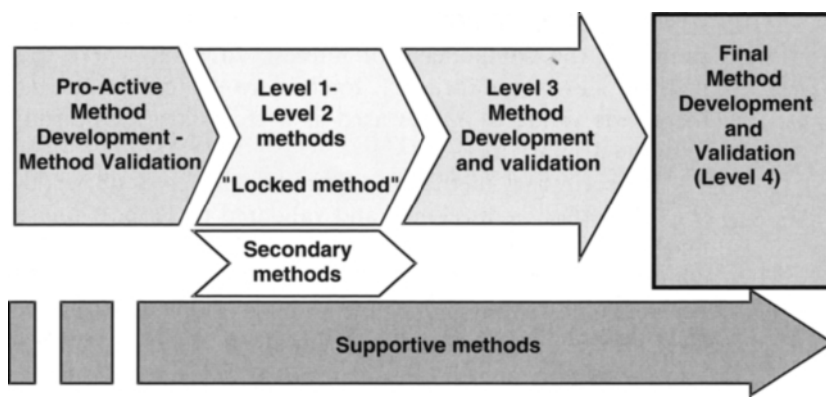 Pro-Active
Method
Development -
Method Validation
Level 1-
Level 2
methods
"Locked method"
Secondary
methods
Level 3
Method
Development
and validation
Final
Method
Development
and
Validation
(Level 4)
Supportive methods